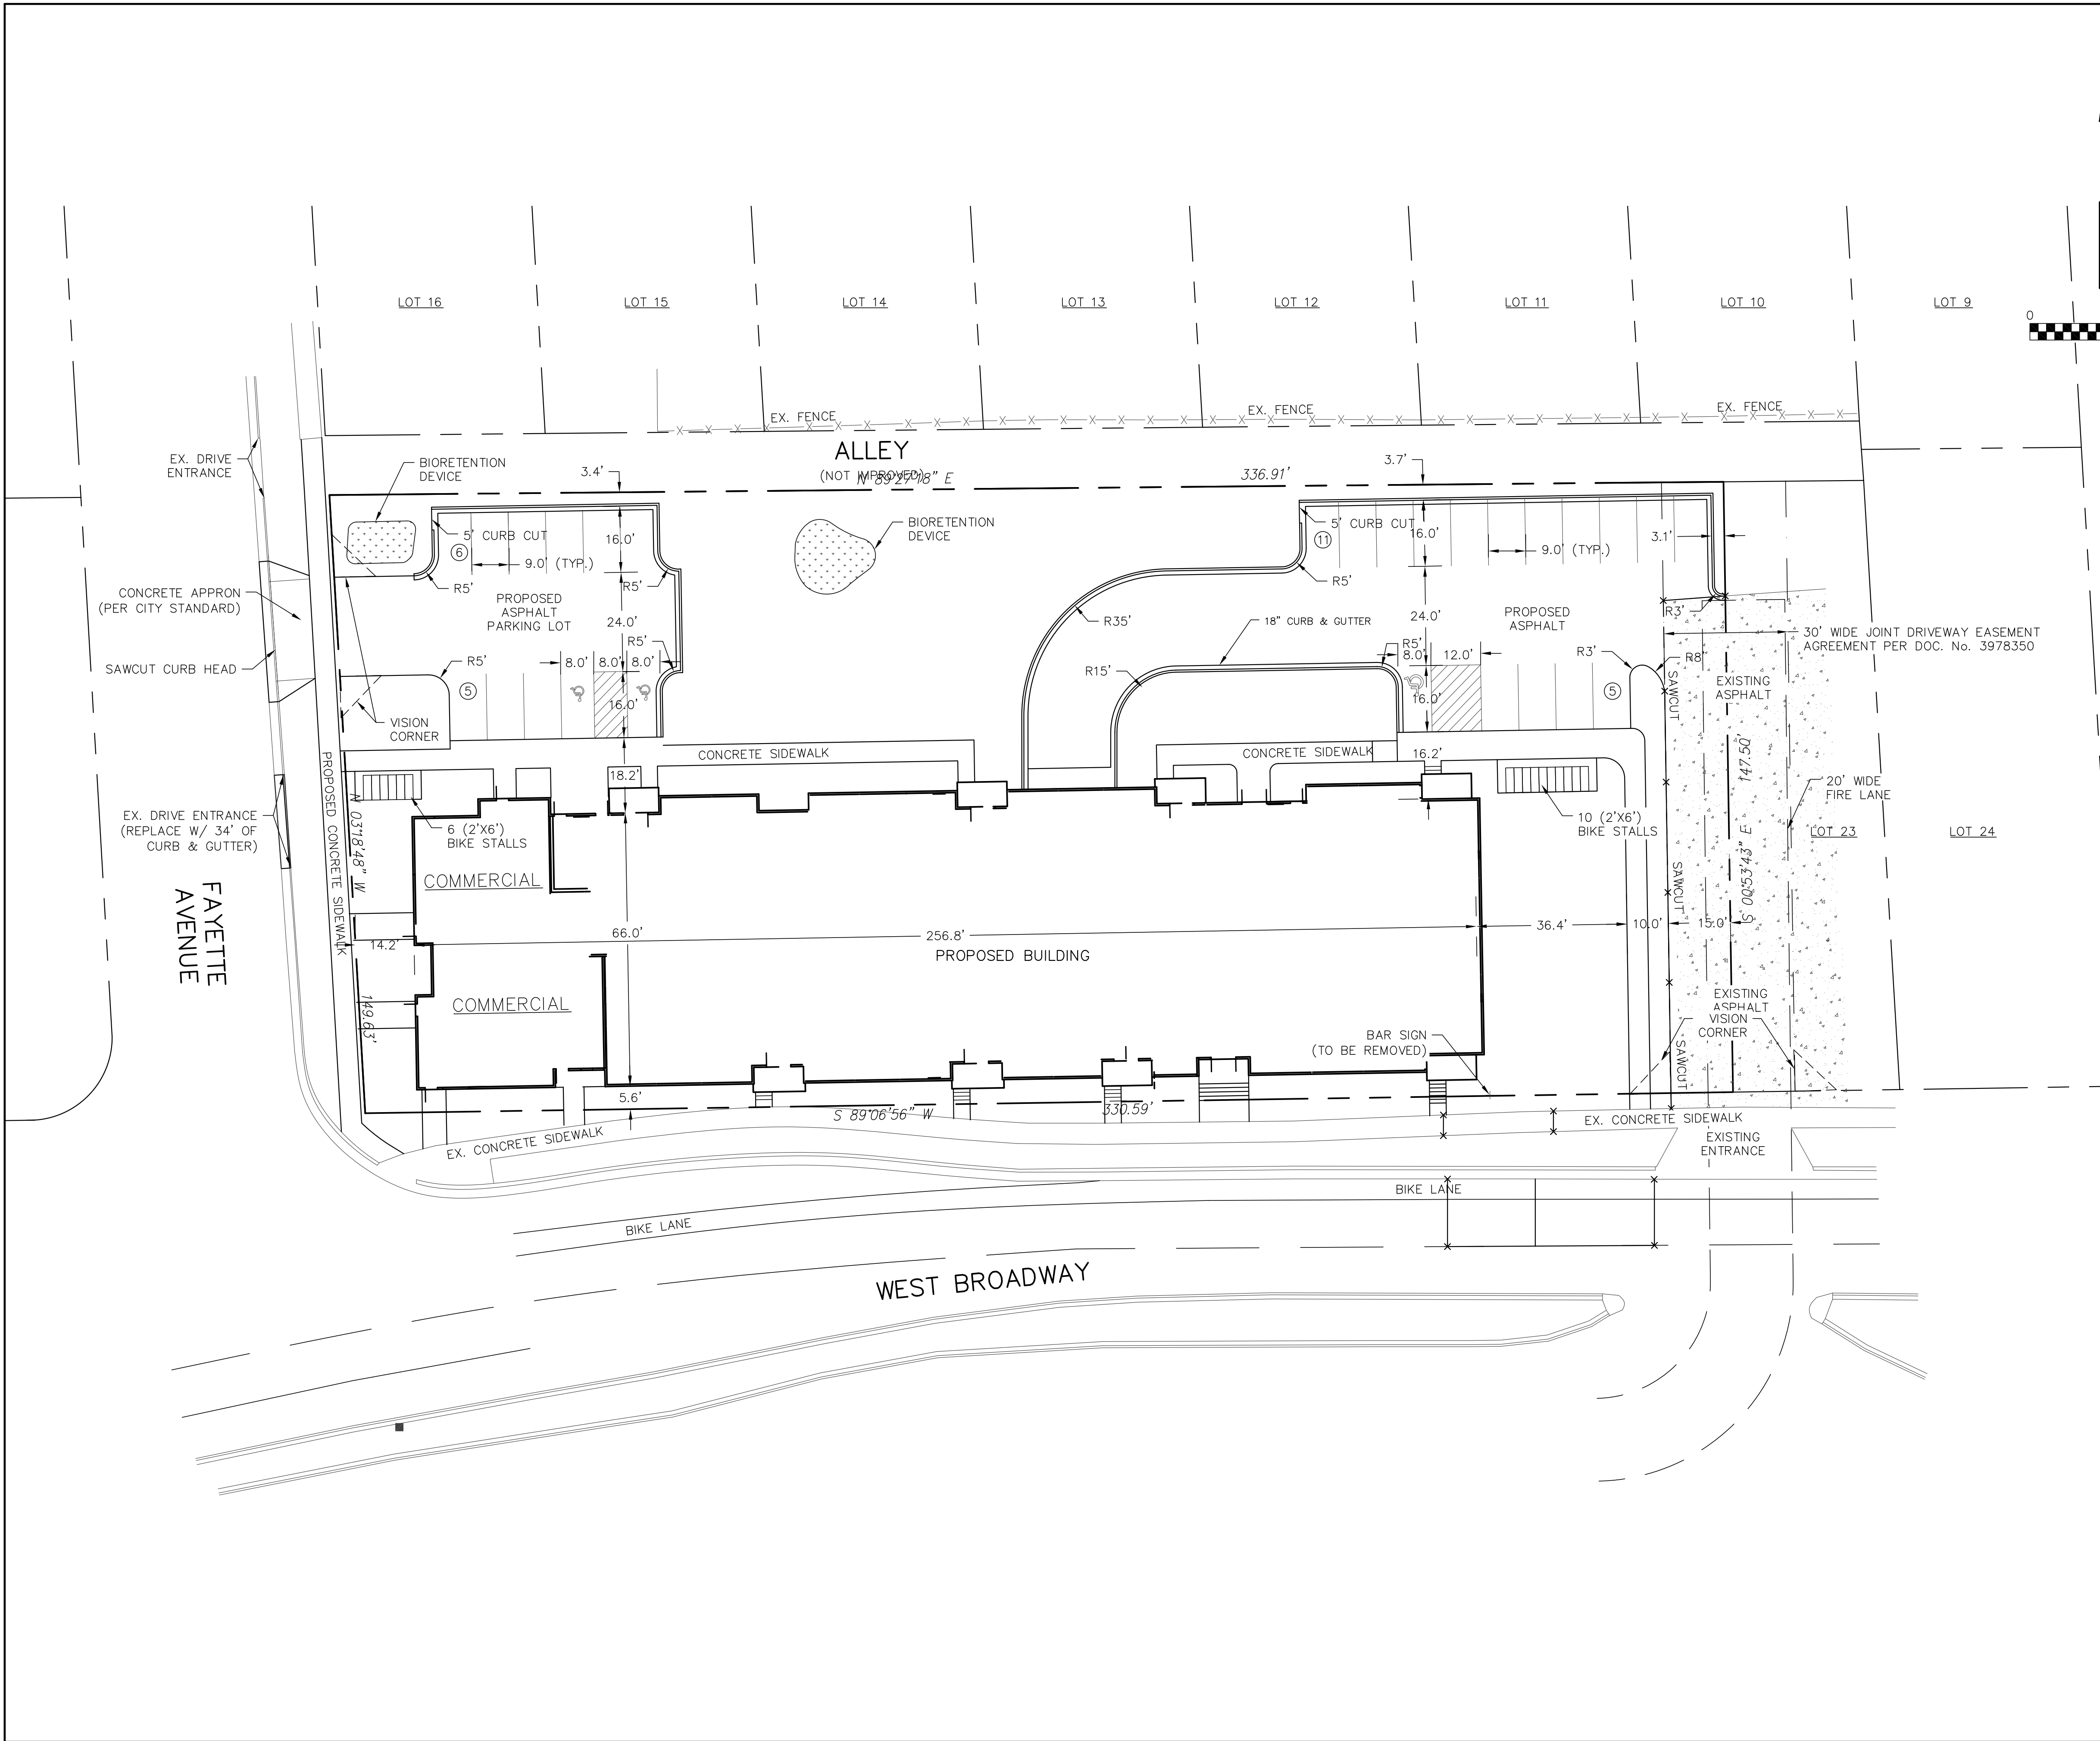 LOT 16
LOT 15
LOT 14
LOT 13
LOT 12
LOT 11
LOT 10
LOT 9
0
EX. FENCE
EX. FENCE
EX. FENCE
EX. DRIVE
ENTRANCE
BIORETENTION
DEVICE
3.4'
ALLEY
(NOT IMPROVED)
N 89°27'18" E
336.91'
3.7'
5' CURB CUT
6
16.0'
9.0' (TYP.)
R5'
R5'
BIORETENTION
DEVICE
5' CURB CUT
11
16.0'
9.0' (TYP.)
3.1'
R5'
CONCRETE APPRON
(PER CITY STANDARD)
PROPOSED
ASPHALT
PARKING LOT
24.0'
R5'
R35'
18" CURB & GUTTER
24.0'
PROPOSED
ASPHALT
R3'
30' WIDE JOINT DRIVEWAY EASEMENT
AGREEMENT PER DOC. No. 3978350
SAWCUT CURB HEAD
R5'
5
8.0'
8.0'
8.0'
16.0'
R15'
R5'
8.0'
12.0'
16.0'
R3'
R8'
5
SAWCUT
EXISTING
ASPHALT
VISION
CORNER
CONCRETE SIDEWALK
CONCRETE SIDEWALK
18.2'
16.2'
PROPOSED CONCRETE SIDEWALK
N 03°18'48" W
149.63'
EX. DRIVE ENTRANCE
(REPLACE W/ 34' OF
CURB & GUTTER)
6 (2'X6')
BIKE STALLS
10 (2'X6')
BIKE STALLS
147.50'
S 00°53'43" E
20' WIDE
FIRE LANE
LOT 23
LOT 24
COMMERCIAL
SAWCUT
FAYETTE
AVENUE
14.2'
66.0'
256.8'
PROPOSED BUILDING
36.4'
10.0'
15.0'
COMMERCIAL
EXISTING
ASPHALT
VISION
CORNER
BAR SIGN
(TO BE REMOVED)
SAWCUT
5.6'
S 89°06'56" W
330.59'
EX. CONCRETE SIDEWALK
EX. CONCRETE SIDEWALK
EXISTING
ENTRANCE
BIKE LANE
BIKE LANE
WEST BROADWAY